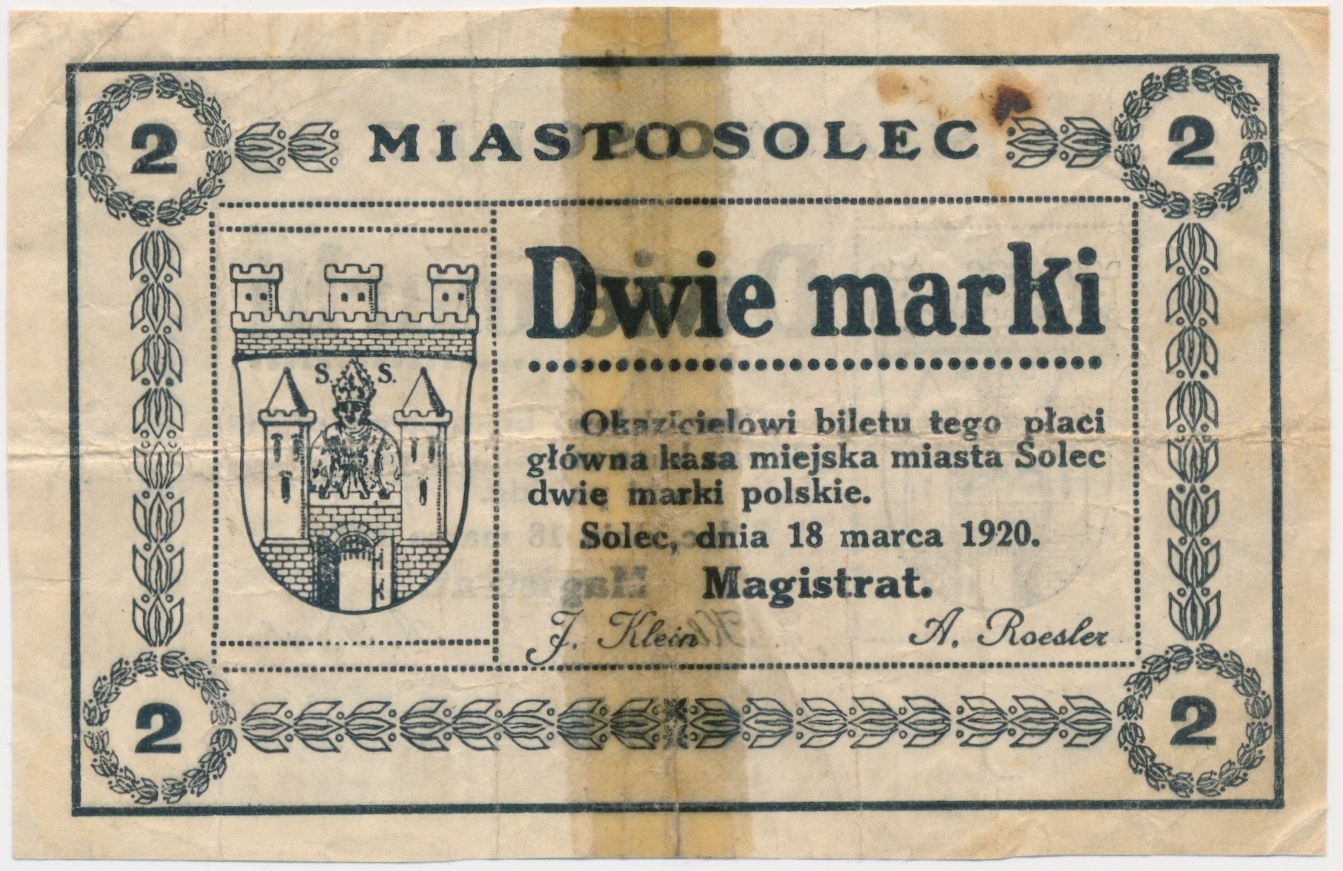 2 MIASTO SOLEC 2
S. S.
Dwie marki
Okazicielowi biletu tego płaci
główna kasa miejska miasta Solec
dwie marki polskie.
Solec, dnia 18 marca 1920.
Magistrat.
J. Klein A. Roesler
2 2